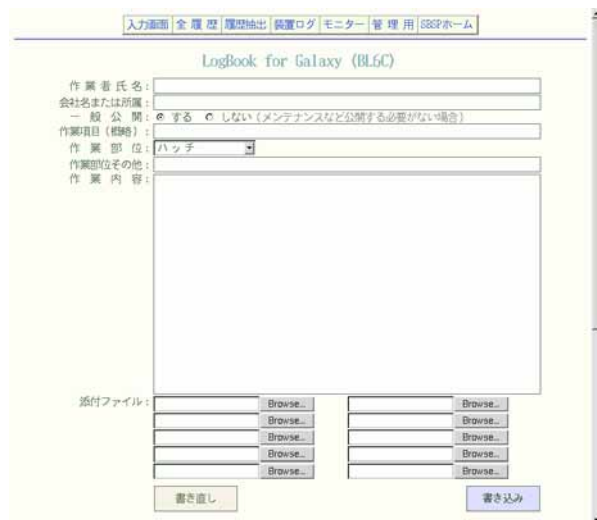 入力画面 全 履 歴 履歴抽出 装置ログ モニター 管 理 用 SBSPホーム
LogBook for Galaxy (BL6C)
作 業 者 氏 名 :
会社名または所属 :
一 般 公 開 : する しない (メンテナンスなど公開する必要がない場合)
作業項目 (概略) :
作 業 部 位 : ハッチ
作業部位その他 :
作 業 内 容 :
添付ファイル : Browse... Browse...
Browse... Browse...
Browse... Browse...
Browse... Browse...
Browse... Browse...
書き直し 書き込み